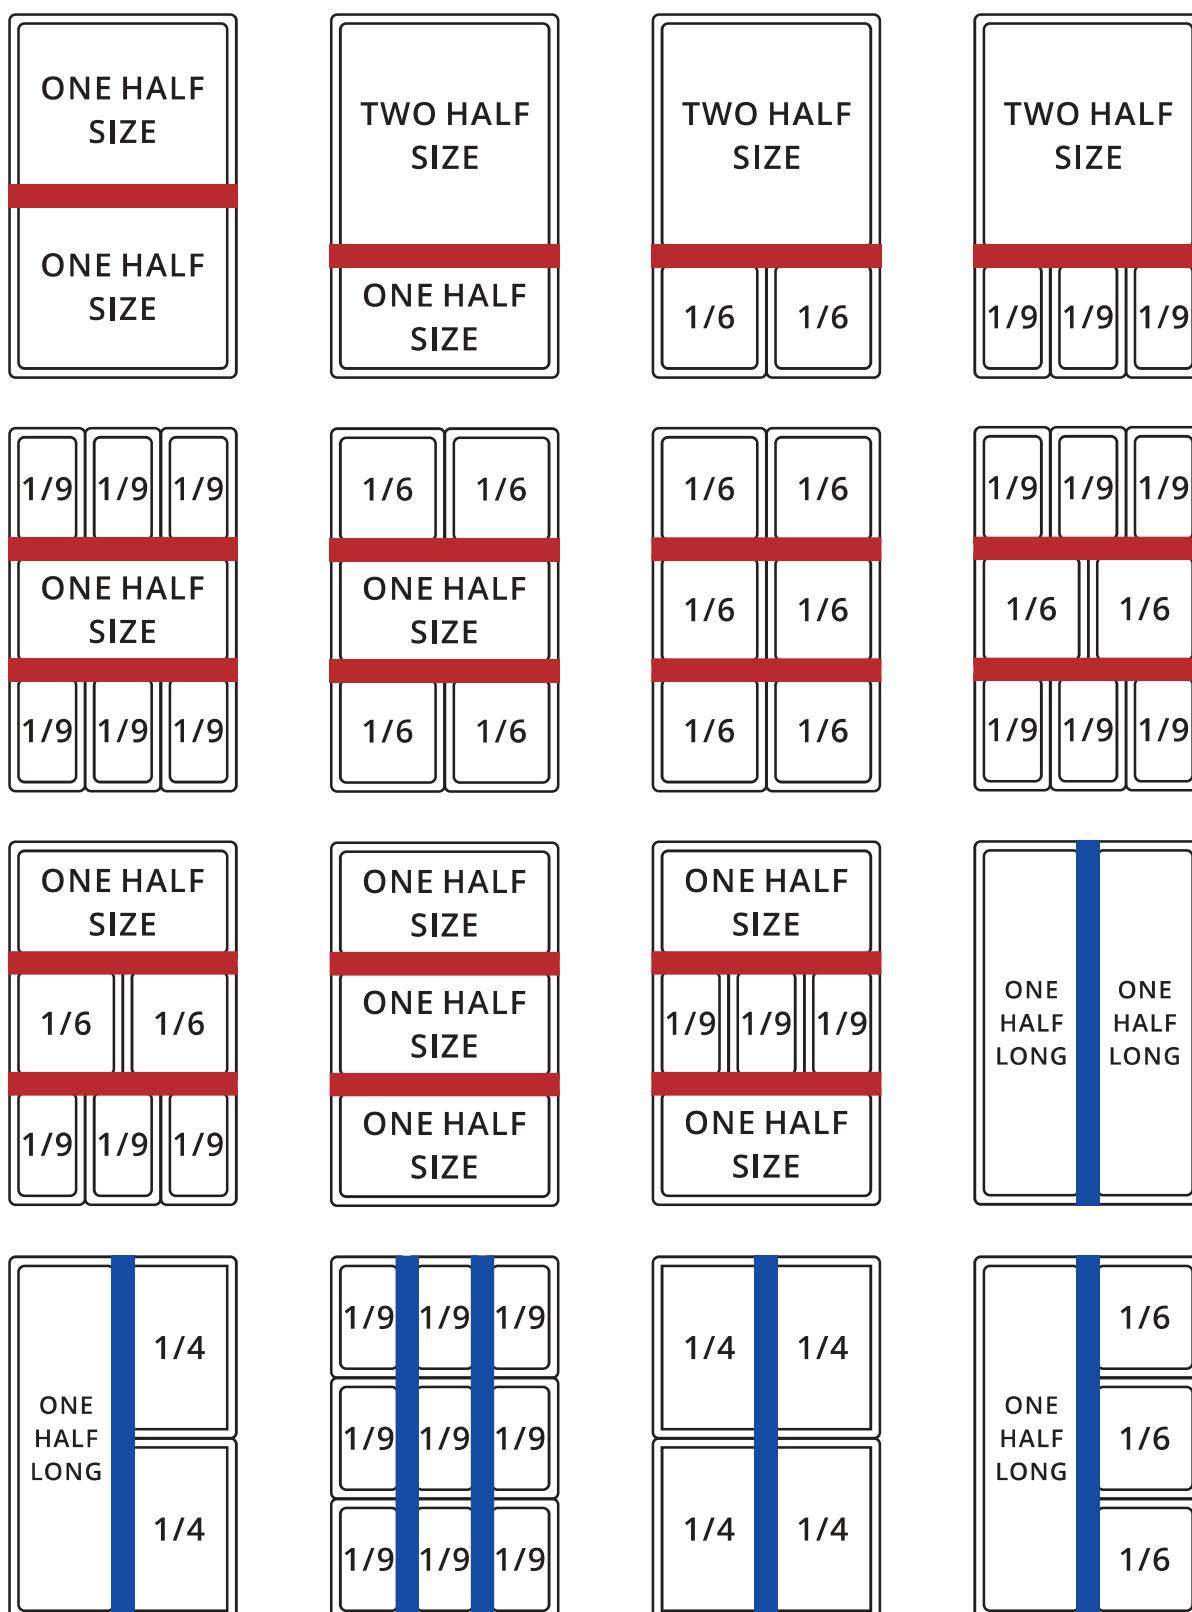 ONE HALF
SIZE
ONE HALF
SIZE
TWO HALF
SIZE
ONE HALF
SIZE
TWO HALF
SIZE
1/6 1/6
TWO HALF
SIZE
1/9 1/9 1/9
1/9 1/9 1/9
ONE HALF
SIZE
1/9 1/9 1/9
1/6 1/6
ONE HALF
SIZE
1/6 1/6
1/6 1/6
1/6 1/6
1/6 1/6
1/9 1/9 1/9
1/6 1/6
1/9 1/9 1/9
ONE HALF
SIZE
1/6 1/6
1/9 1/9 1/9
ONE HALF
SIZE
ONE HALF
SIZE
ONE HALF
SIZE
ONE HALF
SIZE
1/9 1/9 1/9
ONE HALF
SIZE
ONE
HALF
LONG
ONE
HALF
LONG
ONE
HALF
LONG
1/4
1/4
1/9 1/9 1/9
1/9 1/9 1/9
1/9 1/9 1/9
1/4 1/4
1/4 1/4
ONE
HALF
LONG
1/6
1/6
1/6